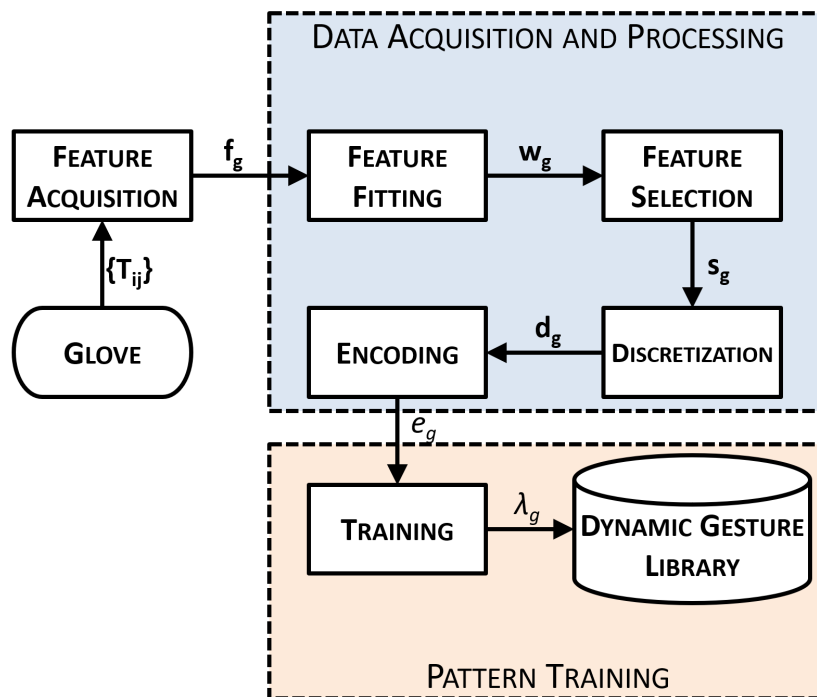 DATA ACQUISITION AND PROCESSING
FEATURE
ACQUISITION
f_g
FEATURE
FITTING
w_g
FEATURE
SELECTION
{T_ij}
s_g
GLOVE
ENCODING
d_g
DISCRETIZATION
e_g
TRAINING
λ_g
DYNAMIC GESTURE
LIBRARY
PATTERN TRAINING